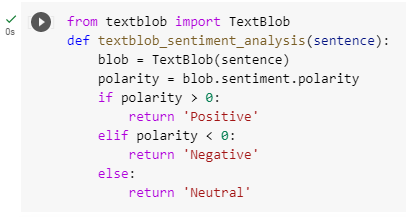 0s
from textblob import TextBlob
def textblob_sentiment_analysis(sentence):
    blob = TextBlob(sentence)
    polarity = blob.sentiment.polarity
    if polarity > 0:
        return 'Positive'
    elif polarity < 0:
        return 'Negative'
    else:
        return 'Neutral'